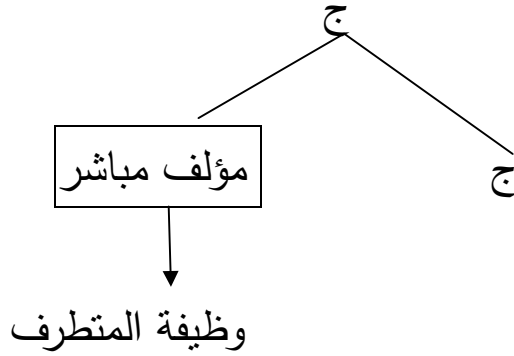 ج
ج
مؤلف مباشر
وظيفة المتطرف